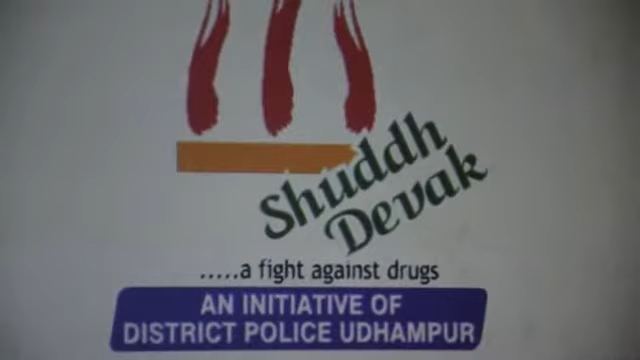 Shuddh
Devak
.....a fight against drugs
AN INITIATIVE OF
DISTRICT POLICE UDHAMPUR